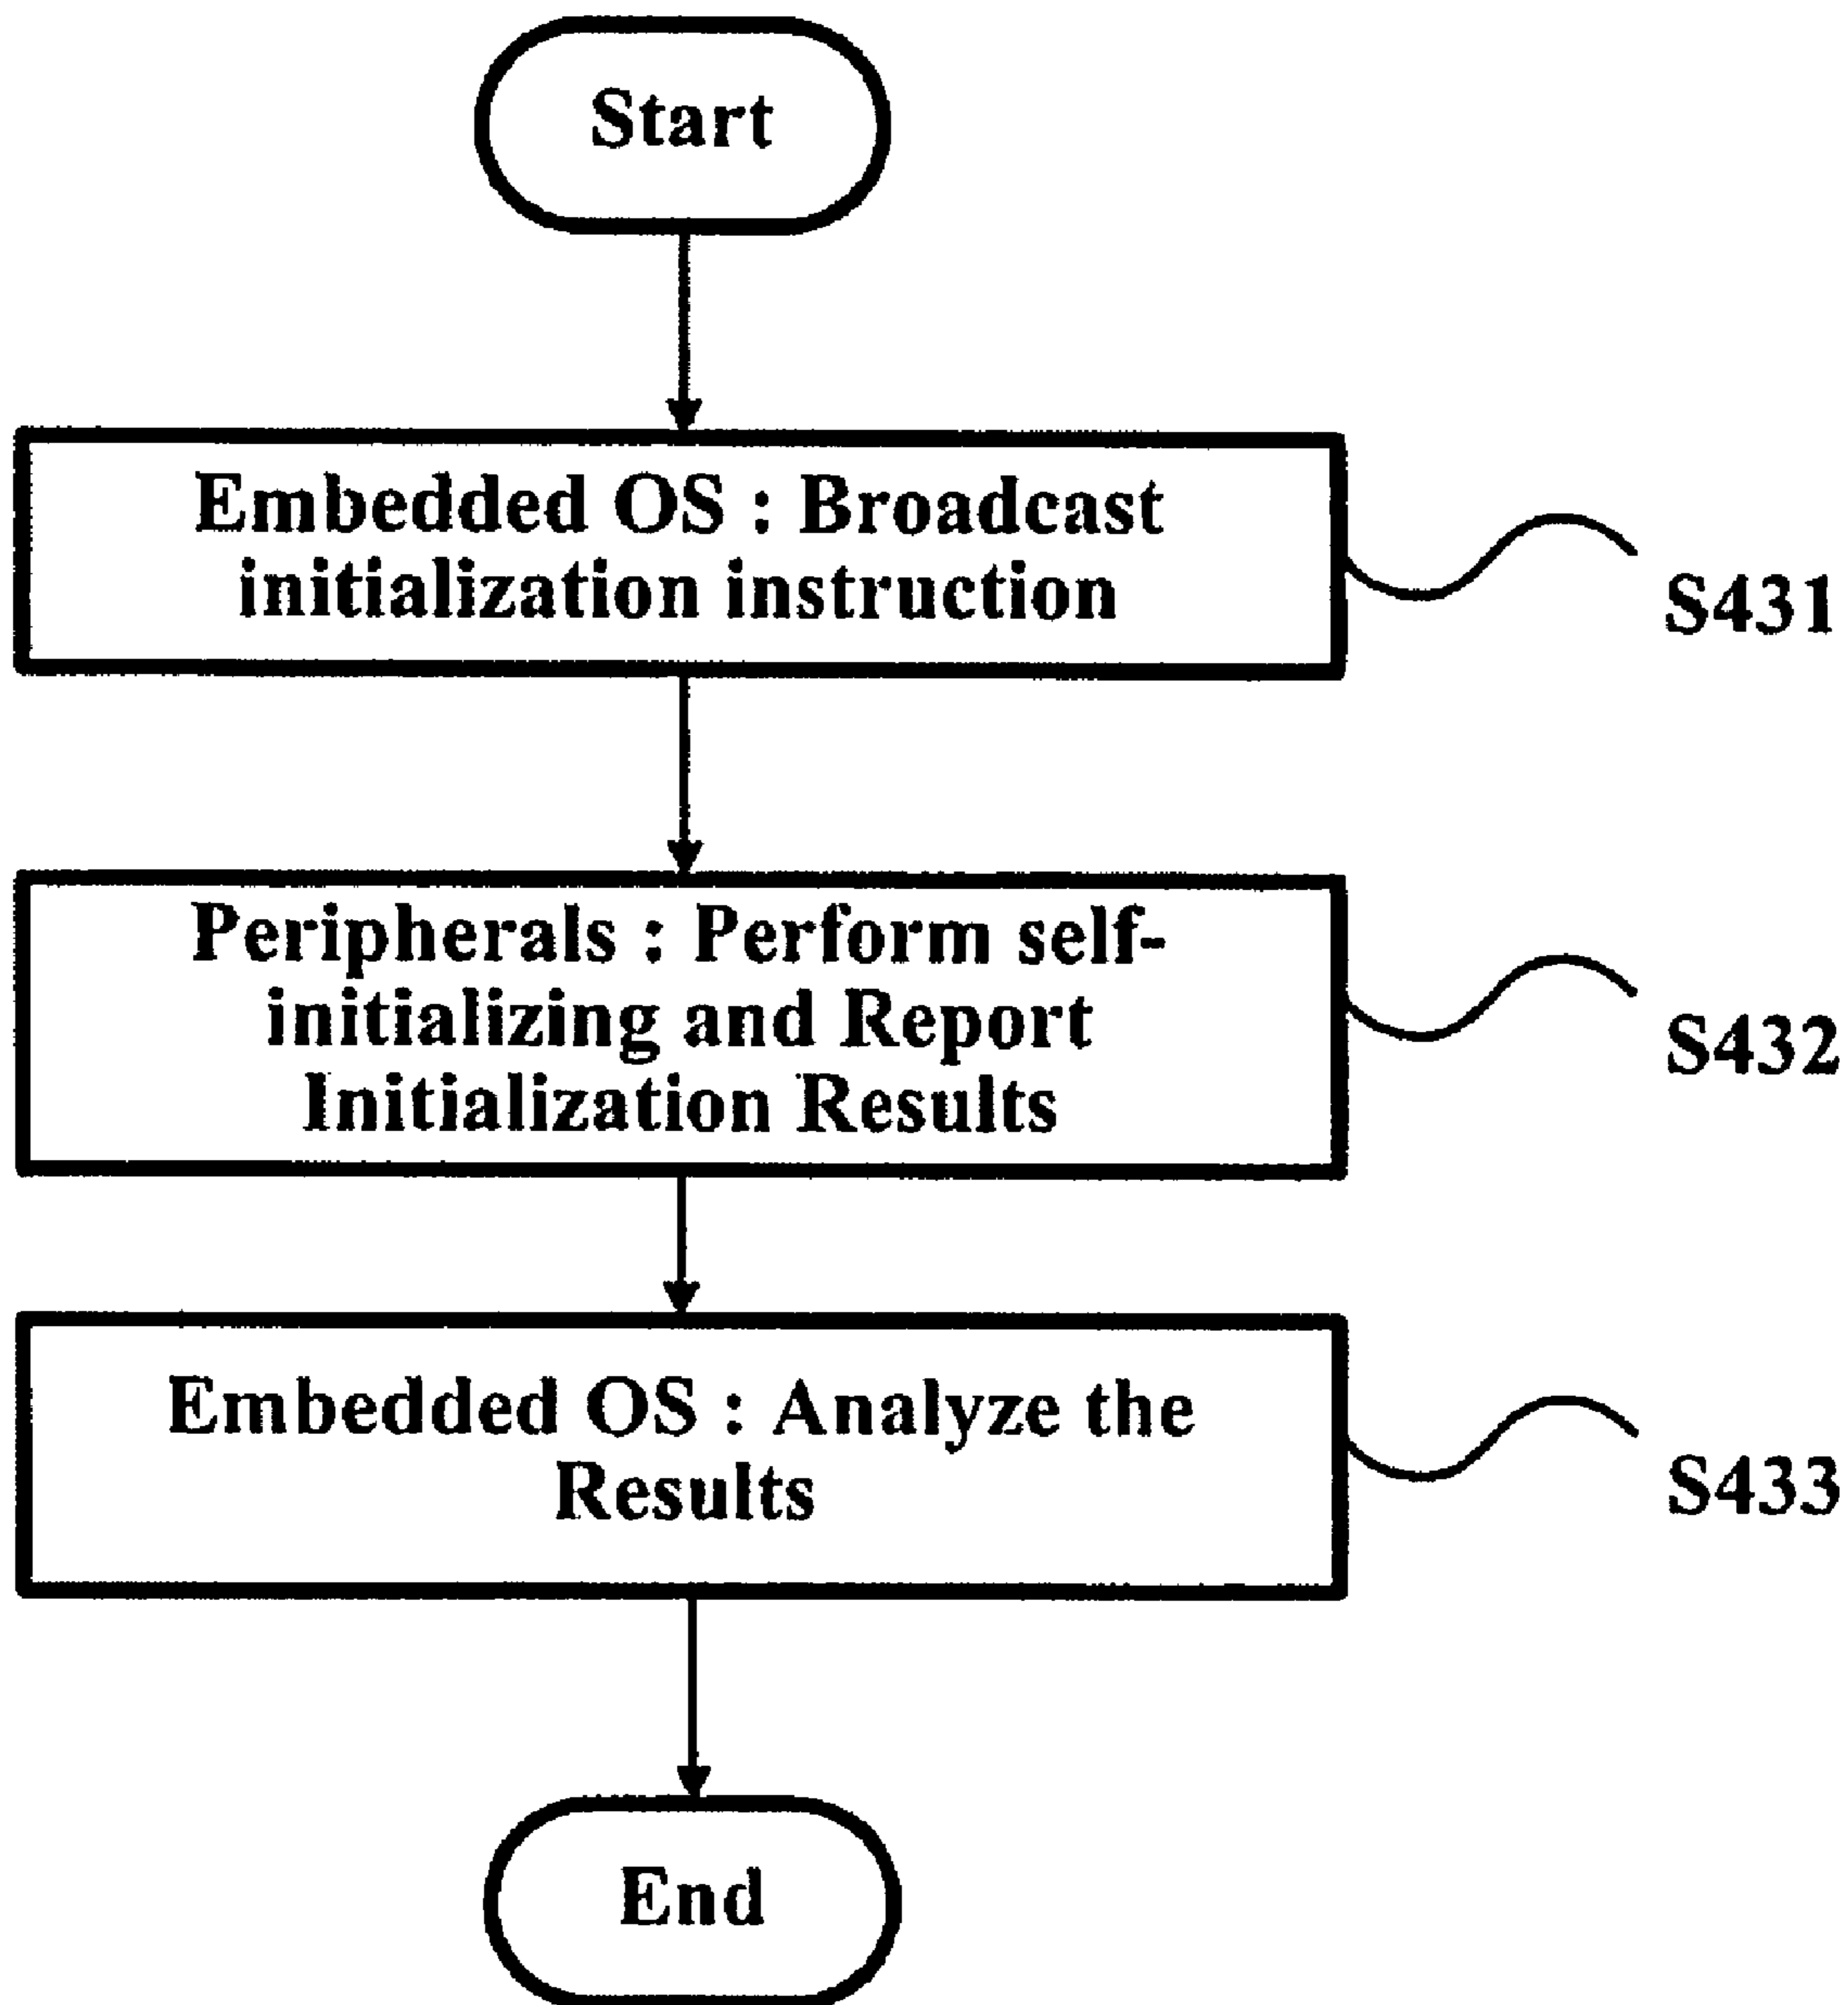 Start
Embedded OS : Broadcast
initialization instruction
S431
Peripherals : Perform self-
initializing and Report
Initialization Results
S432
Embedded OS : Analyze the
Results
S433
End